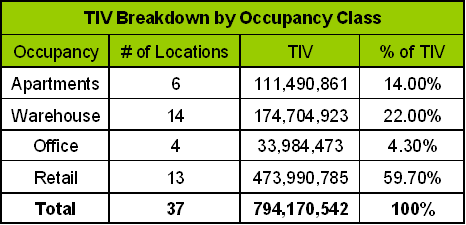 TIV Breakdown by Occupancy Class
Occupancy # of Locations TIV % of TIV
Apartments 6 111,490,861 14.00%
Warehouse 14 174,704,923 22.00%
Office 4 33,984,473 4.30%
Retail 13 473,990,785 59.70%
Total 37 794,170,542 100%